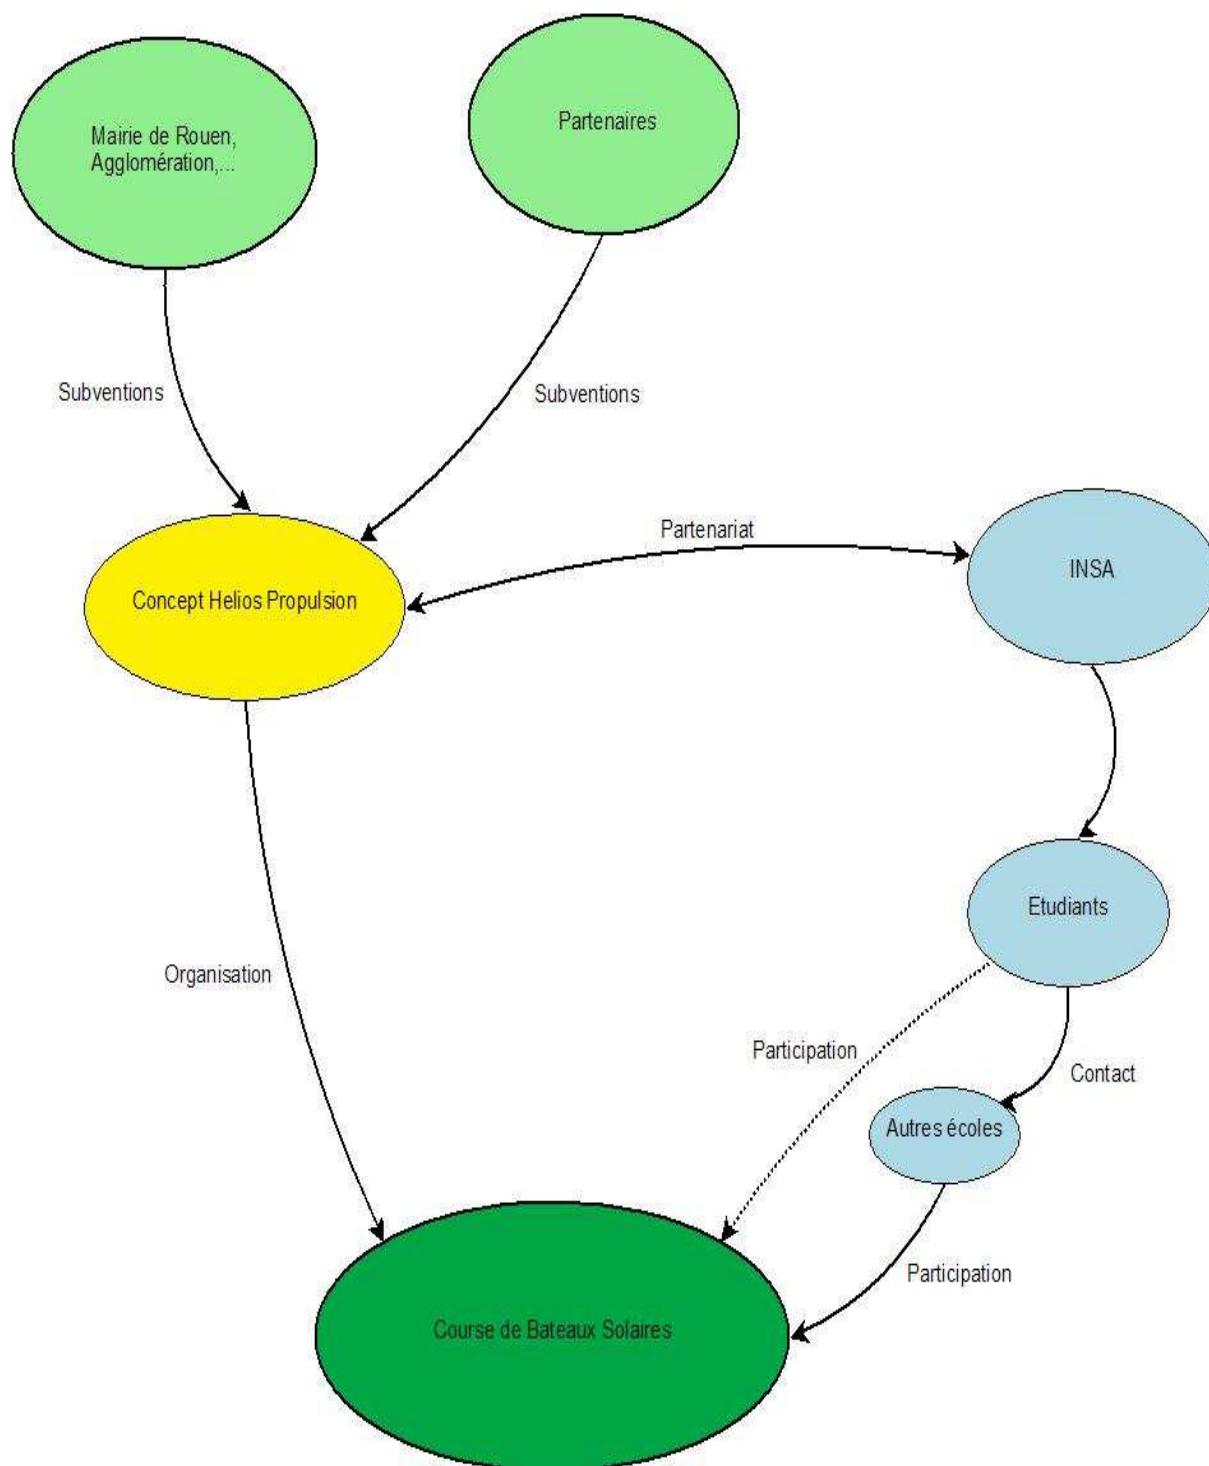 Partenaires
Mairie de Rouen,
Agglomération,...
Subventions
Subventions
Partenariat
INSA
Concept Helios Propulsion
Etudiants
Organisation
Participation
Contact
Autres écoles
Participation
Course de Bateaux Solaires